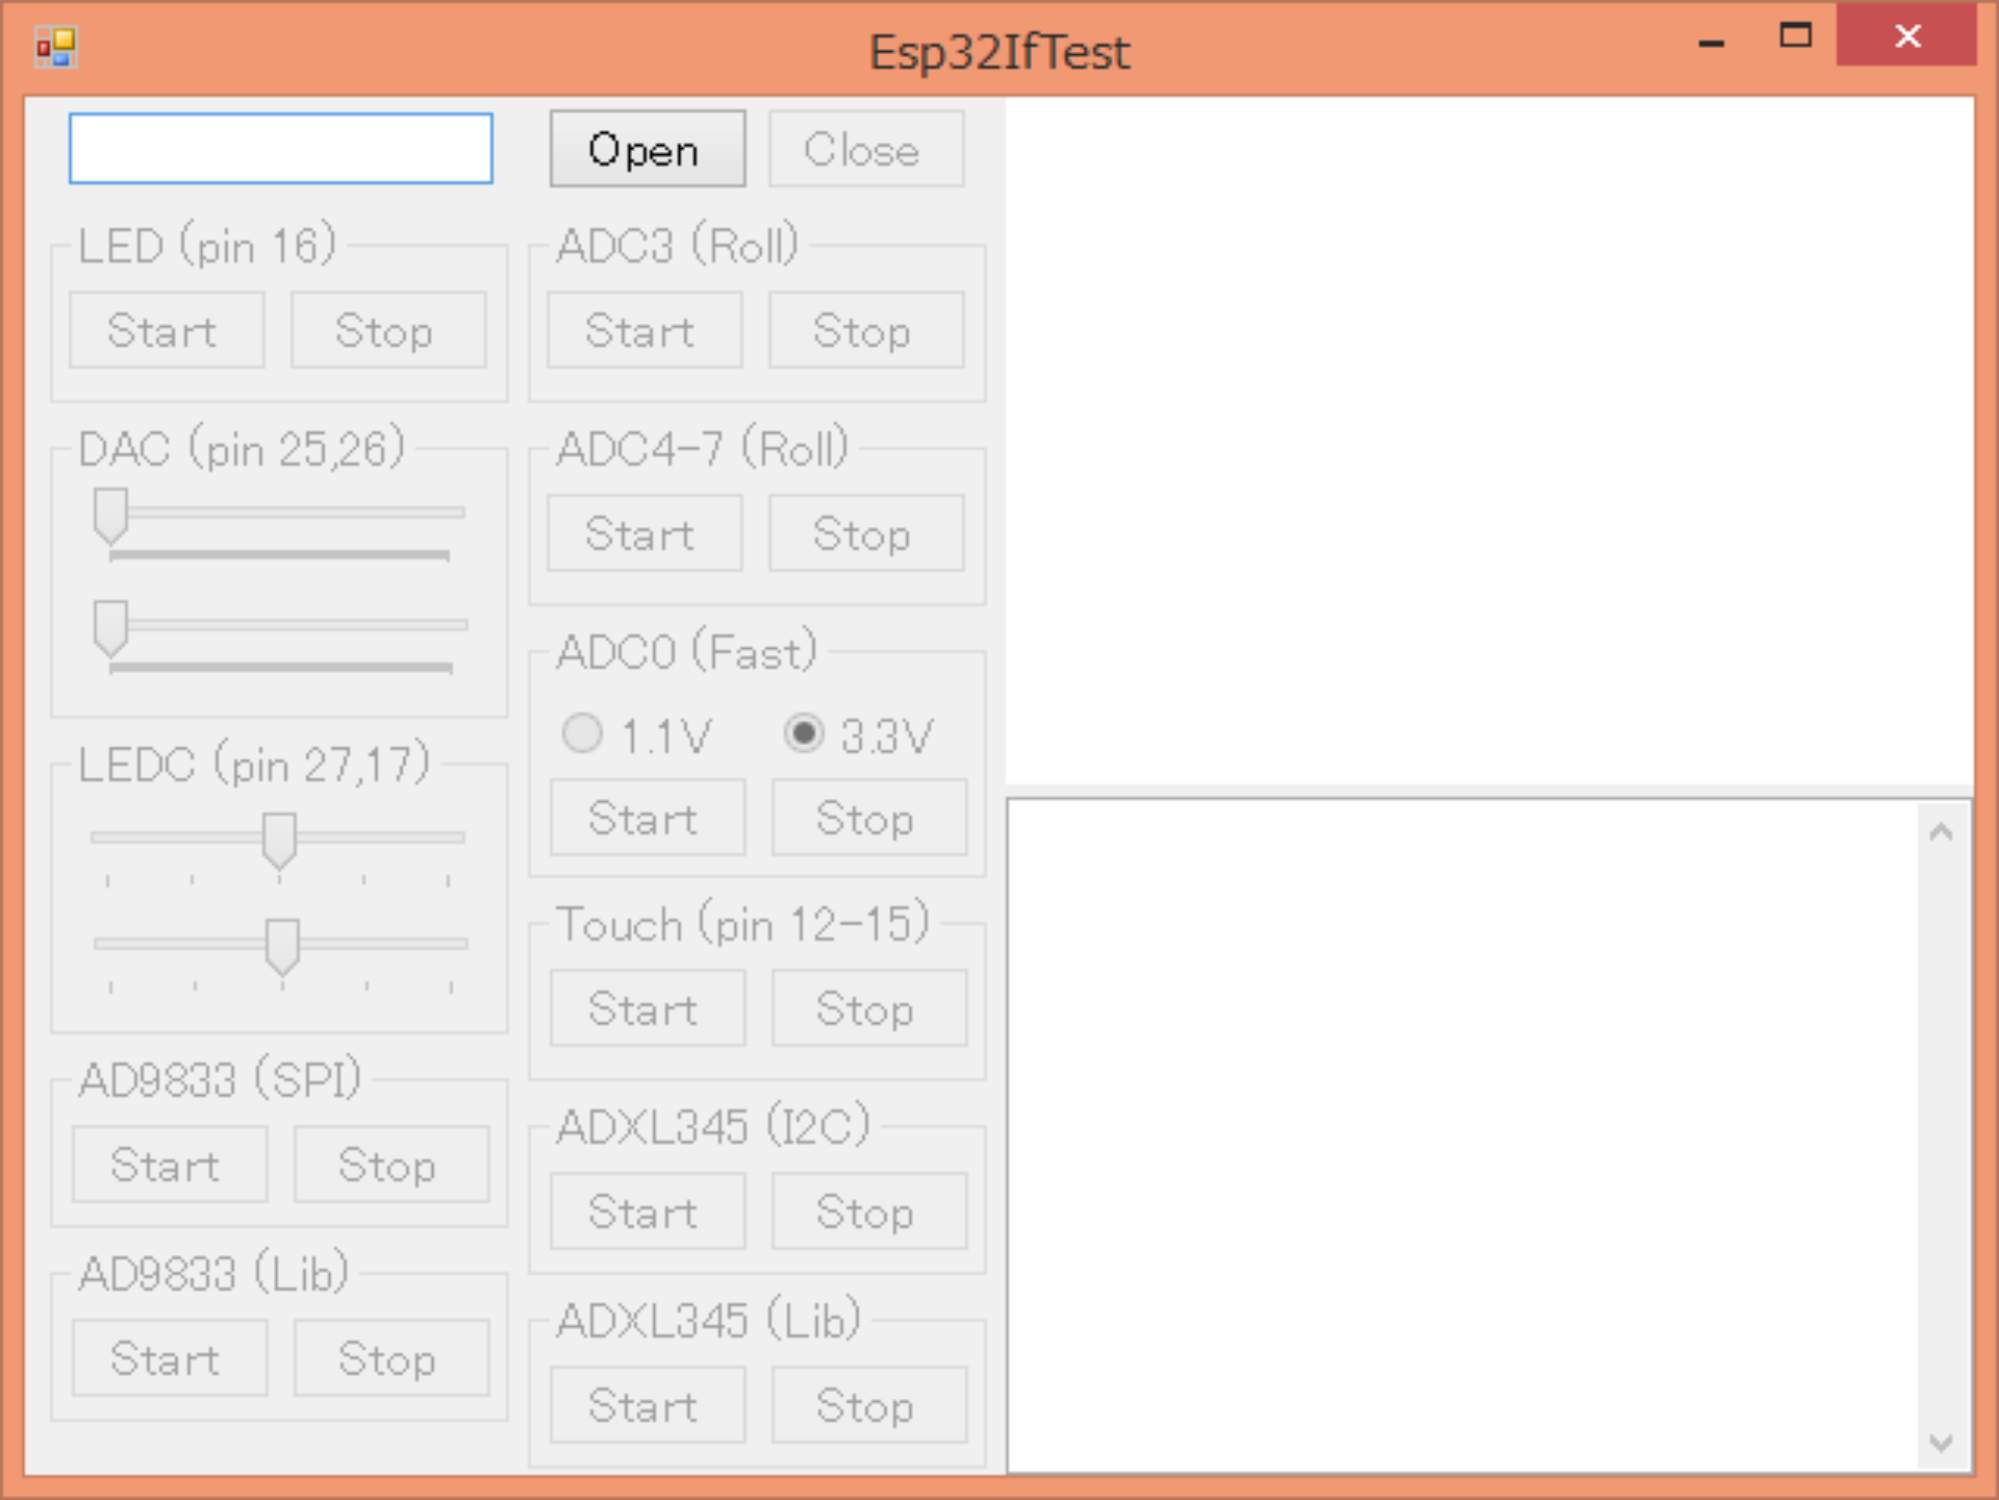 Esp32IfTest
Open Close
LED (pin 16)
Start Stop
DAC (pin 25,26)
LEDC (pin 27,17)
AD9833 (SPI)
Start Stop
AD9833 (Lib)
Start Stop
ADC3 (Roll)
Start Stop
ADC4-7 (Roll)
Start Stop
ADC0 (Fast)
1.1V 3.3V
Start Stop
Touch (pin 12-15)
Start Stop
ADXL345 (I2C)
Start Stop
ADXL345 (Lib)
Start Stop